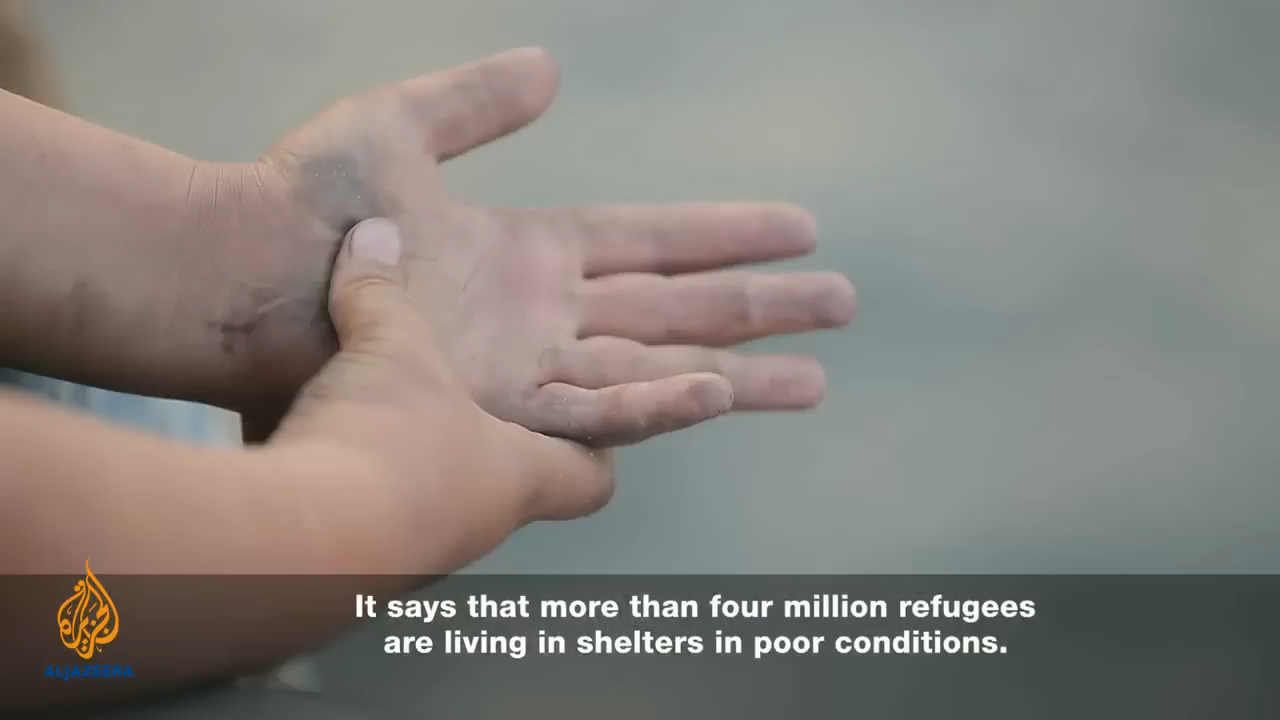 It says that more than four million refugees
are living in shelters in poor conditions.
الجزيرة
ALJAZEERA